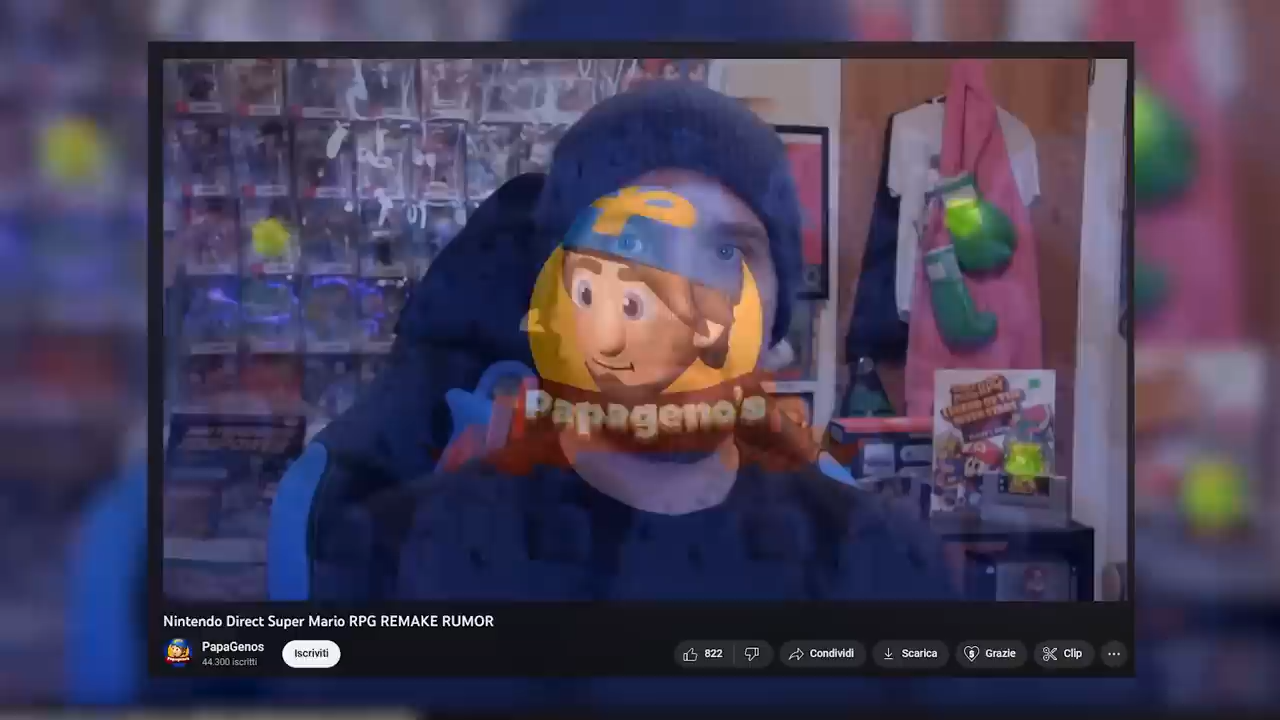 Papageno's
Nintendo Direct Super Mario RPG REMAKE RUMOR
PapaGenos
44.300 iscritti
Iscriviti
822
Condividi
Scarica
Grazie
Clip